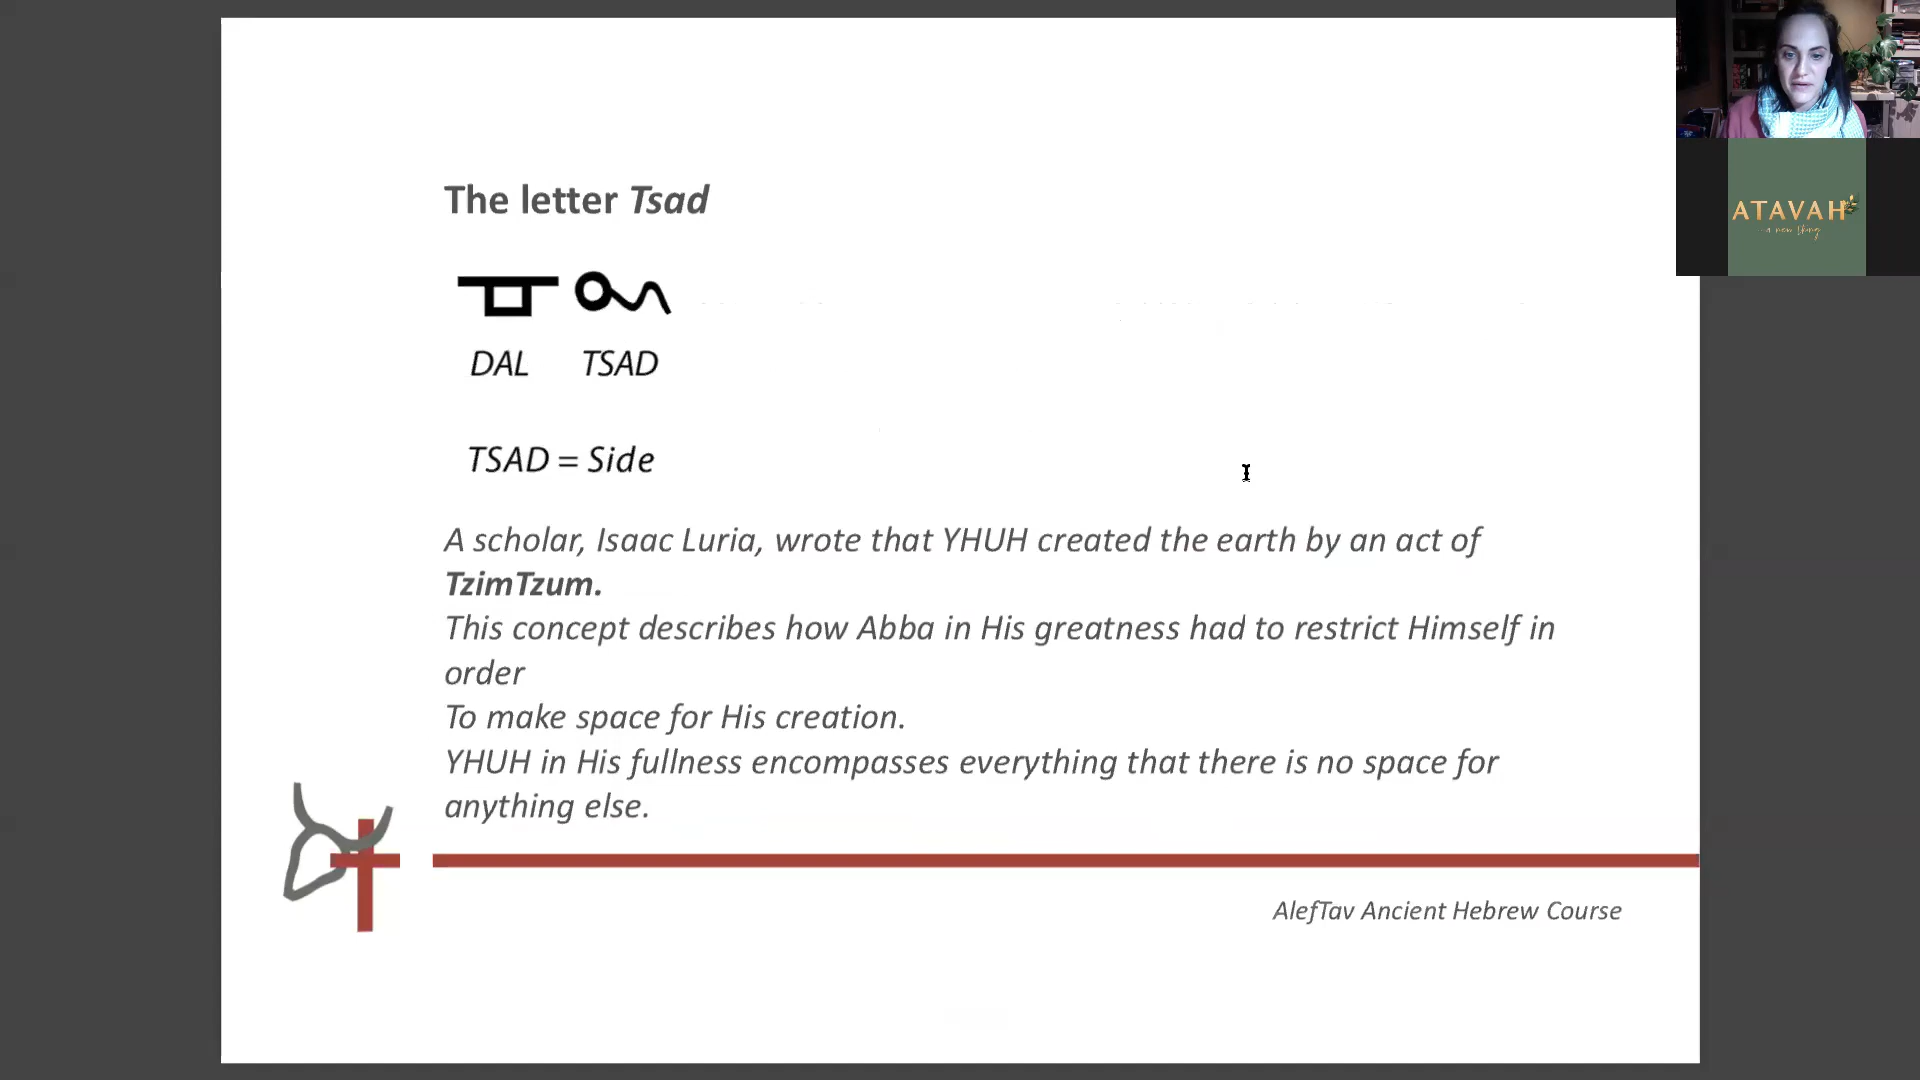 The letter Tsad
DAL TSAD
TSAD = Side
A scholar, Isaac Luria, wrote that YHUH created the earth by an act of
TzimTzum.
This concept describes how Abba in His greatness had to restrict Himself in
order
To make space for His creation.
YHUH in His fullness encompasses everything that there is no space for
anything else.
AlefTav Ancient Hebrew Course
ATAVAH
a new thing